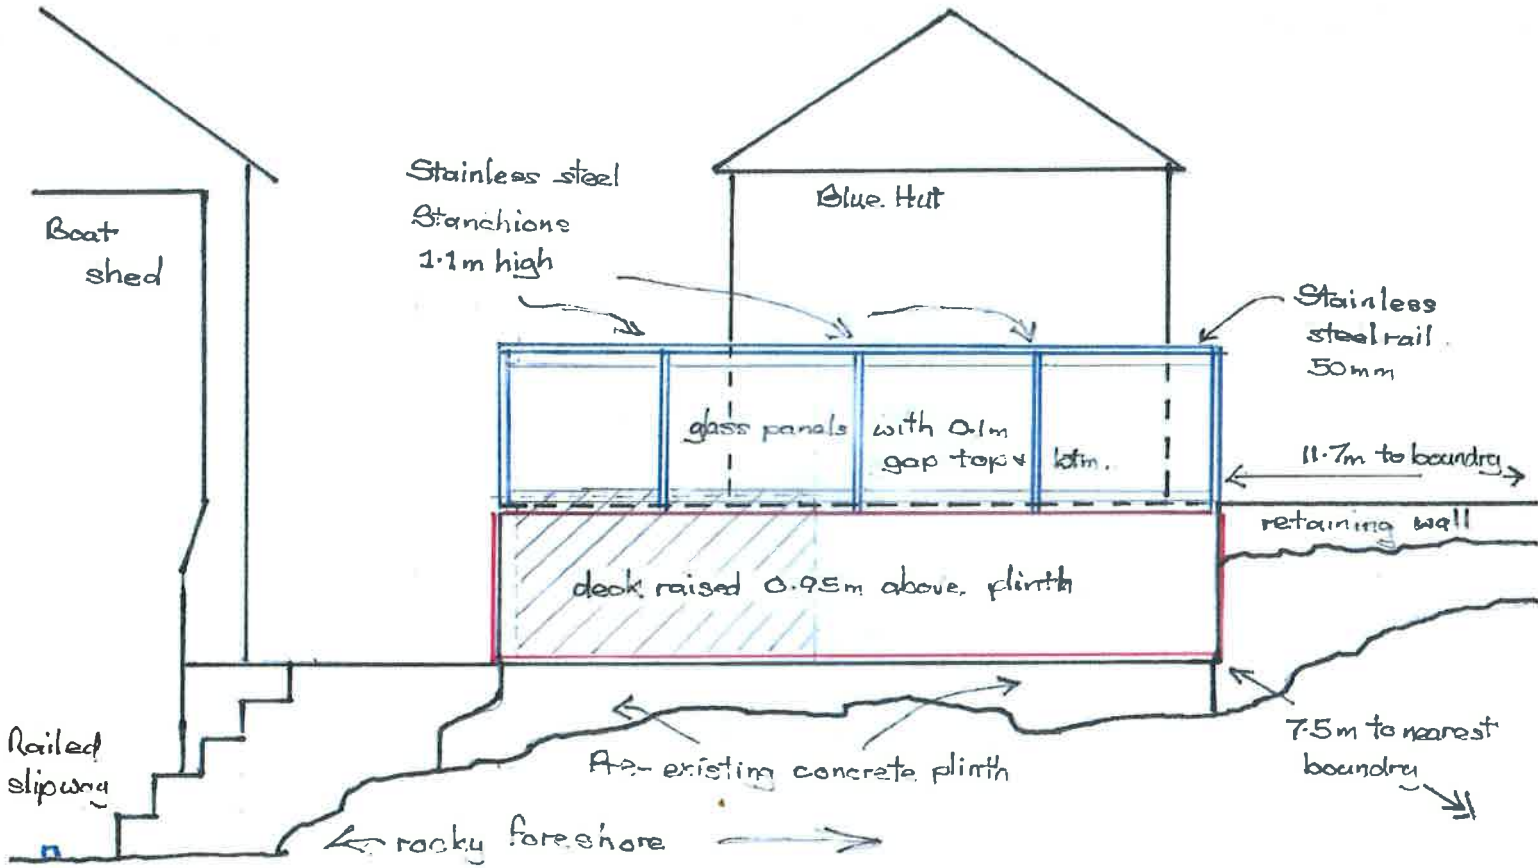 Stainless steel
Stanchions
1.1m high
Blue Hut
Boat
shed
Stainless
steel rail.
50mm
glass panels with 0.1m
gap top & btm.
11.7m to boundry
retaining wall
deck raised 0.95m above plinth
Railed
slipway
Pre-existing concrete plinth
7.5m to nearest
boundry
rocky foreshore